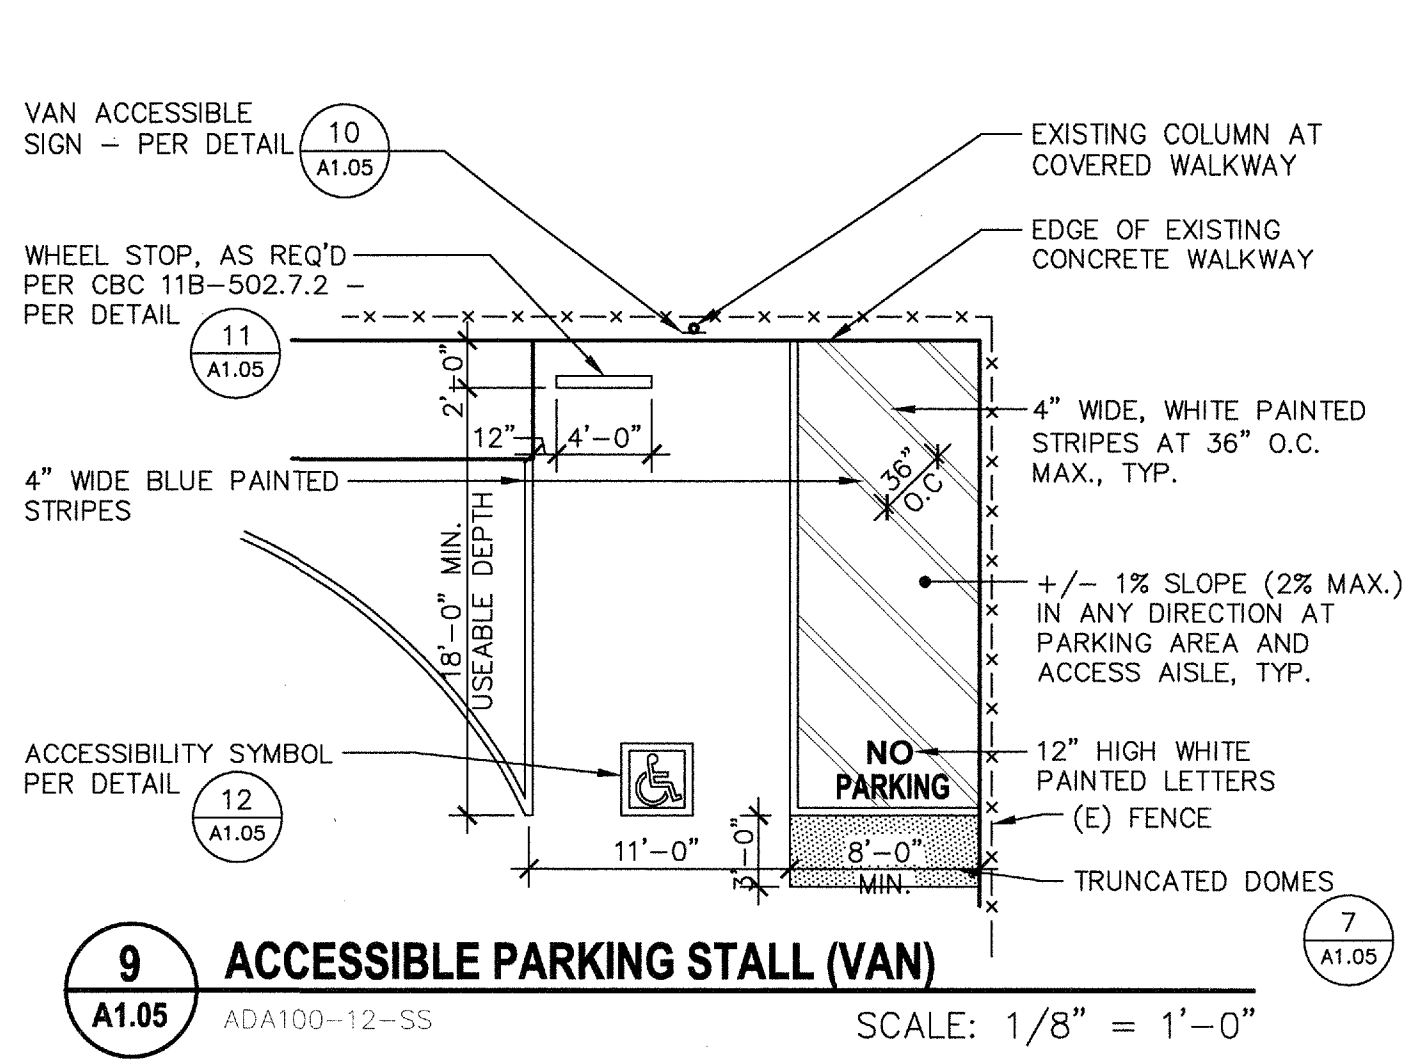 VAN ACCESSIBLE
SIGN – PER DETAIL
10
A1.05
EXISTING COLUMN AT
COVERED WALKWAY
WHEEL STOP, AS REQ'D
PER CBC 11B–502.7.2 –
PER DETAIL
11
A1.05
EDGE OF EXISTING
CONCRETE WALKWAY
2'–0"
12"
4'–0"
4" WIDE, WHITE PAINTED
STRIPES AT 36" O.C.
MAX., TYP.
4" WIDE BLUE PAINTED
STRIPES
36"
O.C
18'–0" MIN.
USEABLE DEPTH
+/– 1% SLOPE (2% MAX.)
IN ANY DIRECTION AT
PARKING AREA AND
ACCESS AISLE, TYP.
ACCESSIBILITY SYMBOL
PER DETAIL
12
A1.05
NO
PARKING
12" HIGH WHITE
PAINTED LETTERS
(E) FENCE
11'–0"
3'–0"
8'–0"
MIN.
TRUNCATED DOMES
7
A1.05
9
A1.05
ACCESSIBLE PARKING STALL (VAN)
ADA100–12–SS
SCALE: 1/8" = 1'–0"